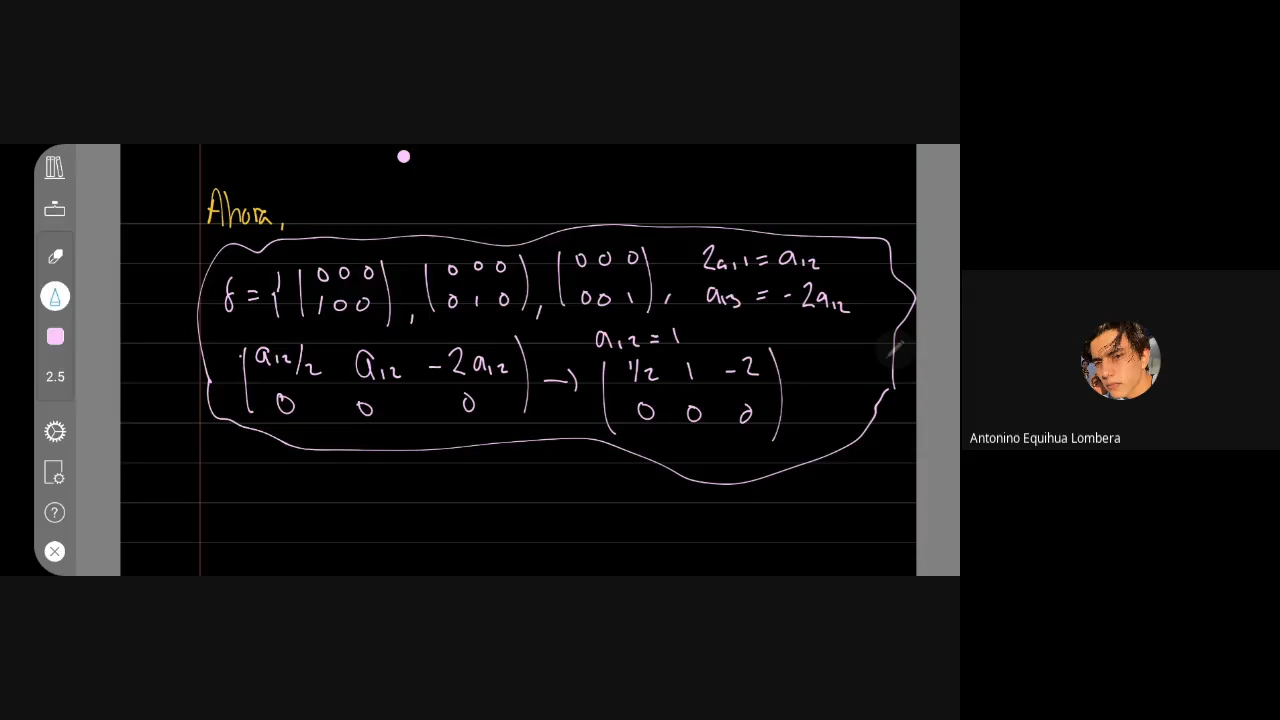 Ahora,
γ = { ( 0 0 0 / 1 0 0 ) , ( 0 0 0 / 0 1 0 ) , ( 0 0 0 / 0 0 1 ) , 2a11 = a12
a13 = -2a12
a12 = 1
( a12/2 a12 -2a12 / 0 0 0 ) → ( 1/2 1 -2 / 0 0 0 )
2.5
?
Antonino Equihua Lombera